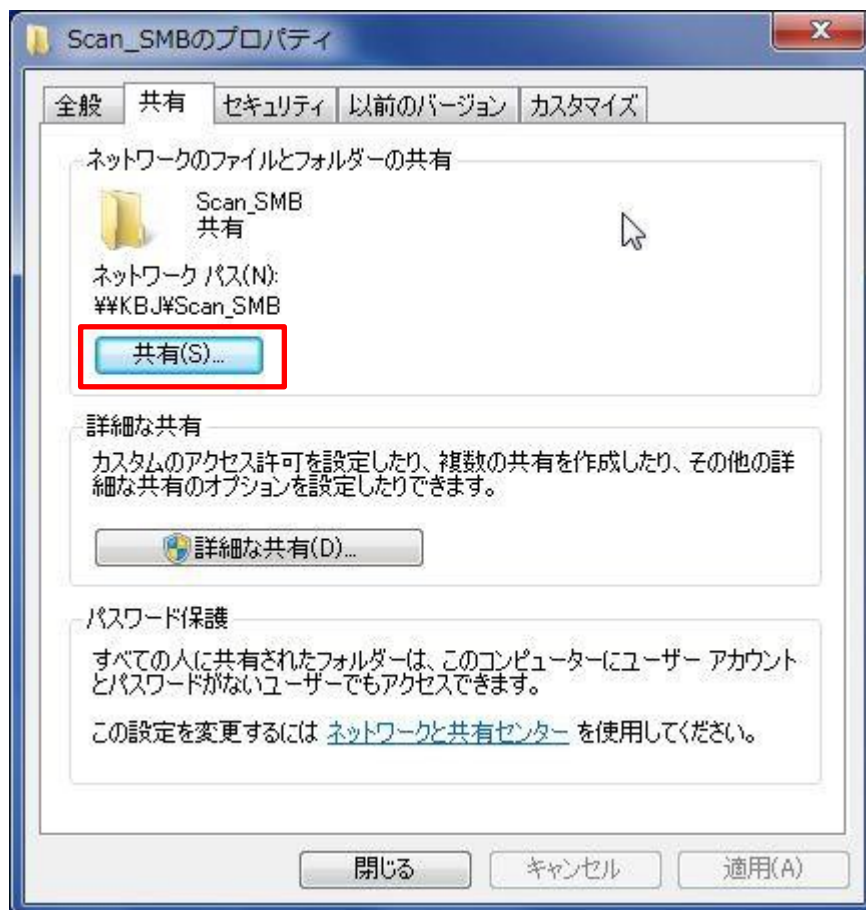 Scan_SMBのプロパティ
全般 共有 セキュリティ 以前のバージョン カスタマイズ
ネットワークのファイルとフォルダーの共有
Scan_SMB
共有
ネットワーク パス(N):
¥¥KBJ¥Scan_SMB
共有(S)...
詳細な共有
カスタムのアクセス許可を設定したり、複数の共有を作成したり、その他の詳
細な共有のオプションを設定したりできます。
詳細な共有(D)...
パスワード保護
すべての人に共有されたフォルダーは、このコンピューターにユーザー アカウント
とパスワードがないユーザーでもアクセスできます。
この設定を変更するには ネットワークと共有センター を使用してください。
閉じる キャンセル 適用(A)